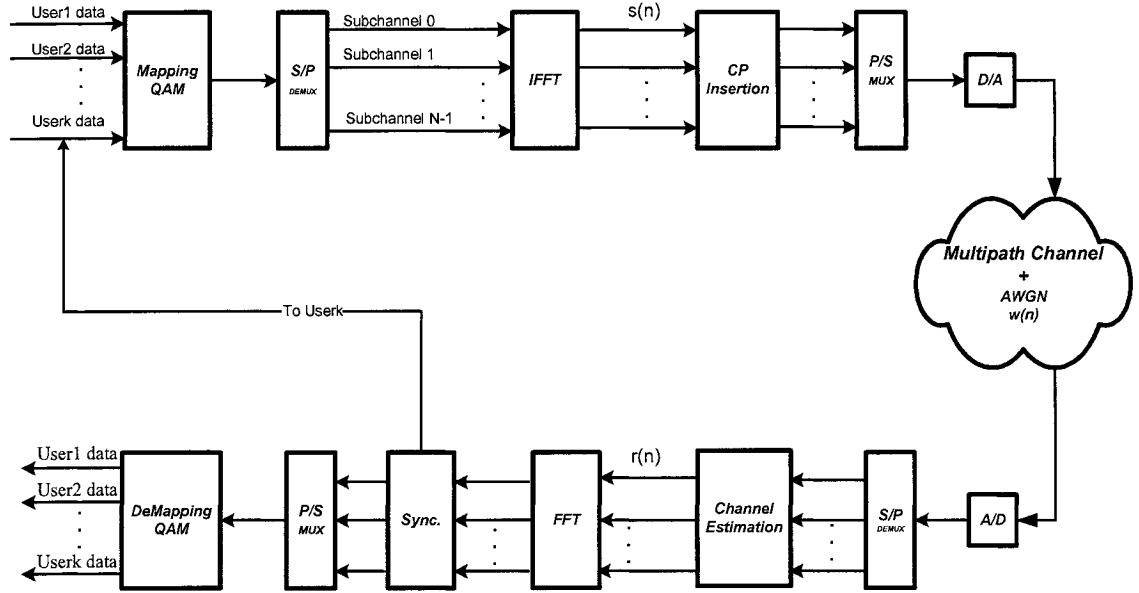 User1 data
User2 data
Userk data
Mapping
QAM
S/P
DEMUX
Subchannel 0
Subchannel 1
Subchannel N-1
IFFT
s(n)
CP
Insertion
P/S
MUX
D/A
Multipath Channel
+
AWGN
w(n)
To Userk
User1 data
User2 data
Userk data
DeMapping
QAM
P/S
MUX
Sync.
FFT
r(n)
Channel
Estimation
S/P
DEMUX
A/D